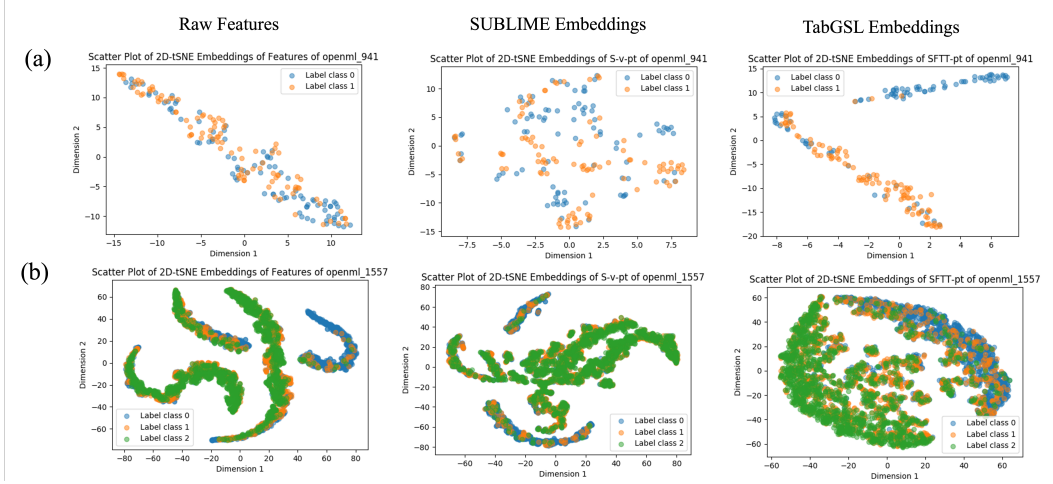 Raw Features
SUBLIME Embeddings
TabGSL Embeddings
(a)
Scatter Plot of 2D-tSNE Embeddings of Features of openml_941
15
10
5
0
−5
−10
Dimension 2
−15
−10
−5
0
5
10
Dimension 1
Label class 0
Label class 1
Scatter Plot of 2D-tSNE Embeddings of S-v-pt of openml_941
10
5
0
−5
−10
−15
Dimension 2
−7.5
−5.0
−2.5
0.0
2.5
5.0
7.5
Dimension 1
Label class 0
Label class 1
Scatter Plot of 2D-tSNE Embeddings of SFTT-pt of openml_941
15
10
5
0
−5
−10
−15
−20
Dimension 2
−8
−6
−4
−2
0
2
4
6
Dimension 1
Label class 0
Label class 1
(b)
Scatter Plot of 2D-tSNE Embeddings of Features of openml_1557
60
40
20
0
−20
−40
−60
Dimension 2
−80
−60
−40
−20
0
20
40
60
80
Dimension 1
Label class 0
Label class 1
Label class 2
Scatter Plot of 2D-tSNE Embeddings of S-v-pt of openml_1557
80
60
40
20
0
−20
−40
−60
−80
Dimension 2
−60
−40
−20
0
20
40
60
80
Dimension 1
Label class 0
Label class 1
Label class 2
Scatter Plot of 2D-tSNE Embeddings of SFTT-pt of openml_1557
60
40
20
0
−20
−40
−60
Dimension 2
−60
−40
−20
0
20
40
60
Dimension 1
Label class 0
Label class 1
Label class 2